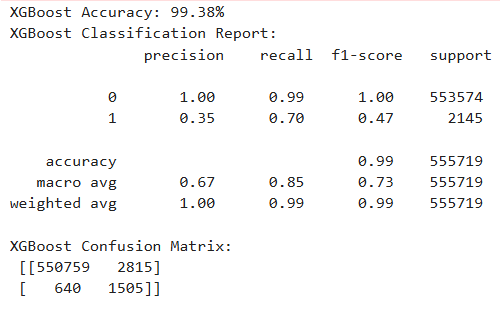 XGBoost Accuracy: 99.38%
XGBoost Classification Report:
precision recall f1-score support
0 1.00 0.99 1.00 553574
1 0.35 0.70 0.47 2145
accuracy 0.99 555719
macro avg 0.67 0.85 0.73 555719
weighted avg 1.00 0.99 0.99 555719
XGBoost Confusion Matrix:
[[550759 2815]
[ 640 1505]]